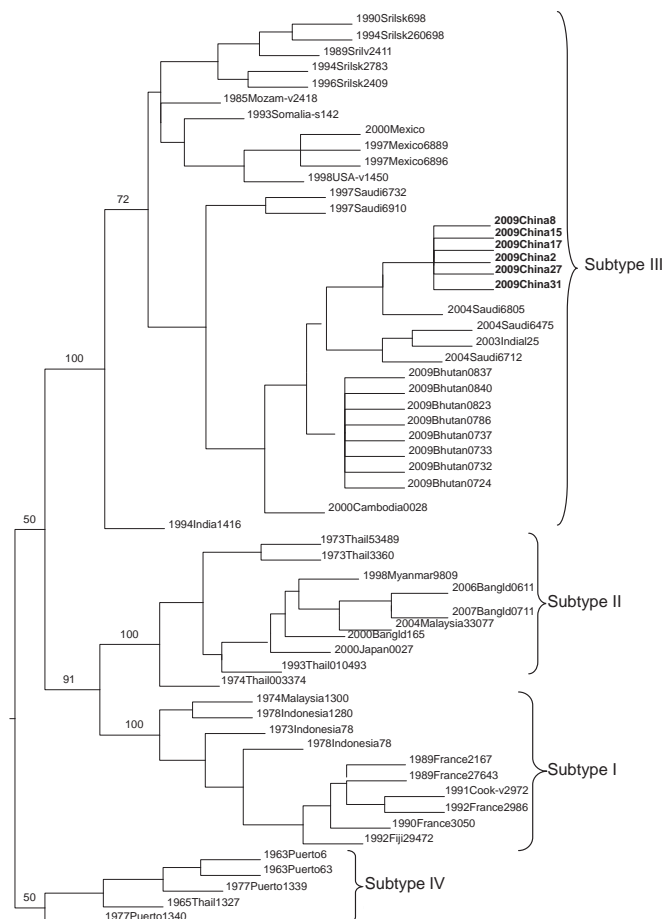 1990Srilsk698
1994Srilsk260698
1989Srilv2411
1994Srilsk2783
1996Srilsk2409
1985Mozam-v2418
1993Somalia-s142
2000Mexico
1997Mexico6889
1997Mexico6896
1998USA-v1450
72
1997Saudi6732
1997Saudi6910
2009China8
2009China15
2009China17
2009China2
2009China27
2009China31
Subtype III
2004Saudi6805
2004Saudi6475
2003Indial25
2004Saudi6712
100
2009Bhutan0837
2009Bhutan0840
2009Bhutan0823
2009Bhutan0786
2009Bhutan0737
2009Bhutan0733
2009Bhutan0732
2009Bhutan0724
2000Cambodia0028
50
1994India1416
1973Thail53489
1973Thail3360
1998Myanmar9809
2006Bangld0611
Subtype II
2007Bangld0711
2004Malaysia33077
100
2000Bangld165
2000Japan0027
1993Thail010493
91
1974Thail003374
1974Malaysia1300
1978Indonesia1280
100
1973Indonesia78
1978Indonesia78
1989France2167
Subtype I
1989France27643
1991Cook-v2972
1992France2986
1990France3050
1992Fiji29472
1963Puerto6
1963Puerto63
1977Puerto1339
Subtype IV
50
1965Thail1327
1977Puerto1340